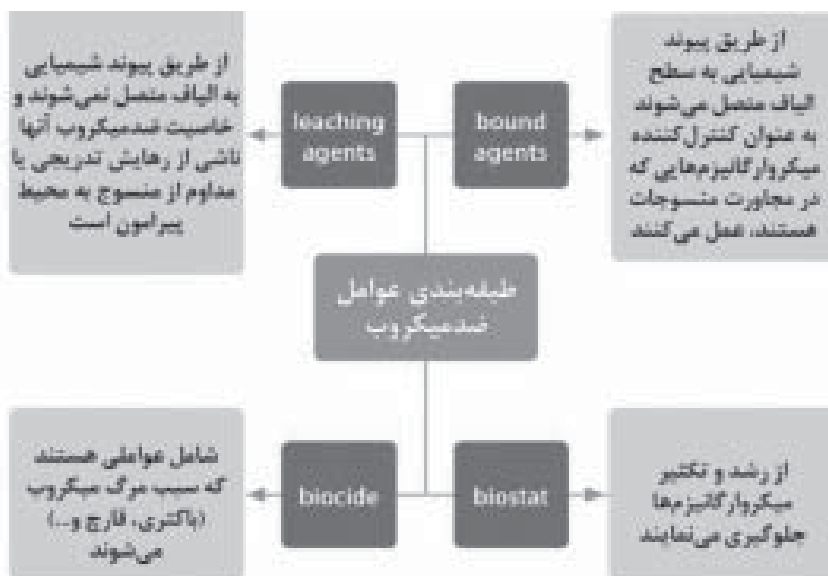 از طریق پیوند
شیمیایی به سطح
الیاف متصل می‌شوند
به عنوان کنترل‌کننده
میکروارگانیزم‌هایی که
در مجاورت منسوجات
هستند، عمل می‌کنند
bound
agents
leaching
agents
از طریق پیوند شیمیایی
به الیاف متصل نمی‌شوند و
خاصیت ضدمیکروب آنها
ناشی از رهایش تدریجی یا
مداوم از منسوج به محیط
پیرامون است
طبقه‌بندی عوامل
ضدمیکروب
از رشد و تکثیر
میکروارگانیزم‌ها
جلوگیری می‌نمایند
biostat
biocide
شامل عواملی هستند
که سبب مرگ میکروب
(باکتری، قارچ و...)
می‌شوند